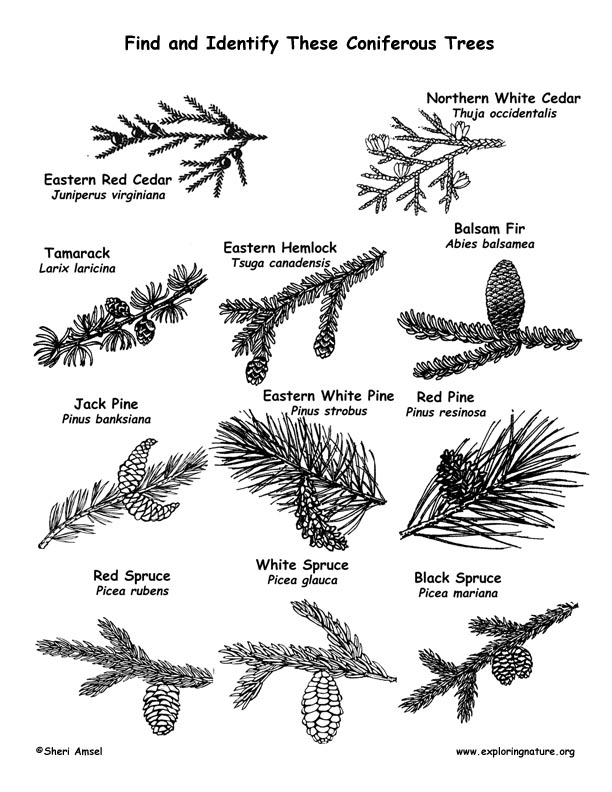 Find and Identify These Coniferous Trees
Northern White Cedar
Thuja occidentalis
Eastern Red Cedar
Juniperus virginiana
Balsam Fir
Abies balsamea
Tamarack
Larix laricina
Eastern Hemlock
Tsuga canadensis
Jack Pine
Pinus banksiana
Eastern White Pine
Pinus strobus
Red Pine
Pinus resinosa
Red Spruce
Picea rubens
White Spruce
Picea glauca
Black Spruce
Picea mariana
©Sheri Amsel
www.exploringnature.org